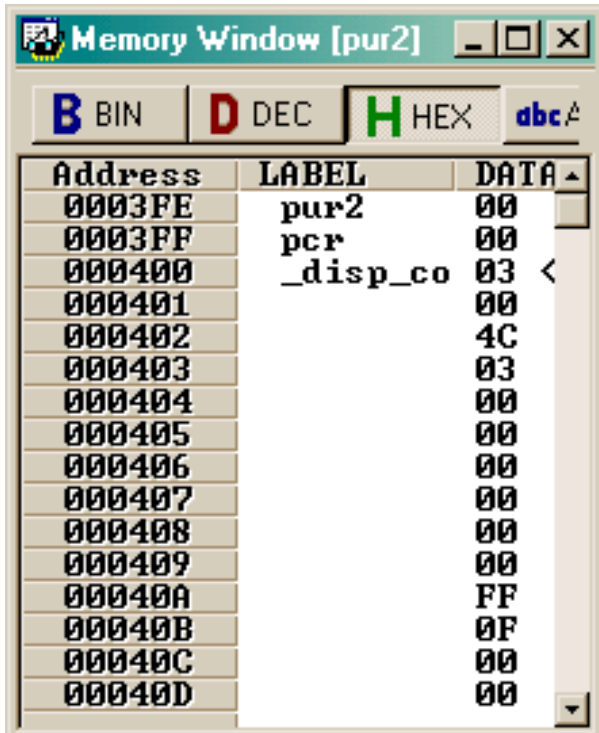 Memory Window [pur2]
B BIN D DEC H HEX abc A
Address LABEL DATA
0003FE pur2 00
0003FF pcr 00
000400 _disp_co 03 <
000401 00
000402 4C
000403 03
000404 00
000405 00
000406 00
000407 00
000408 00
000409 00
00040A FF
00040B 0F
00040C 00
00040D 00